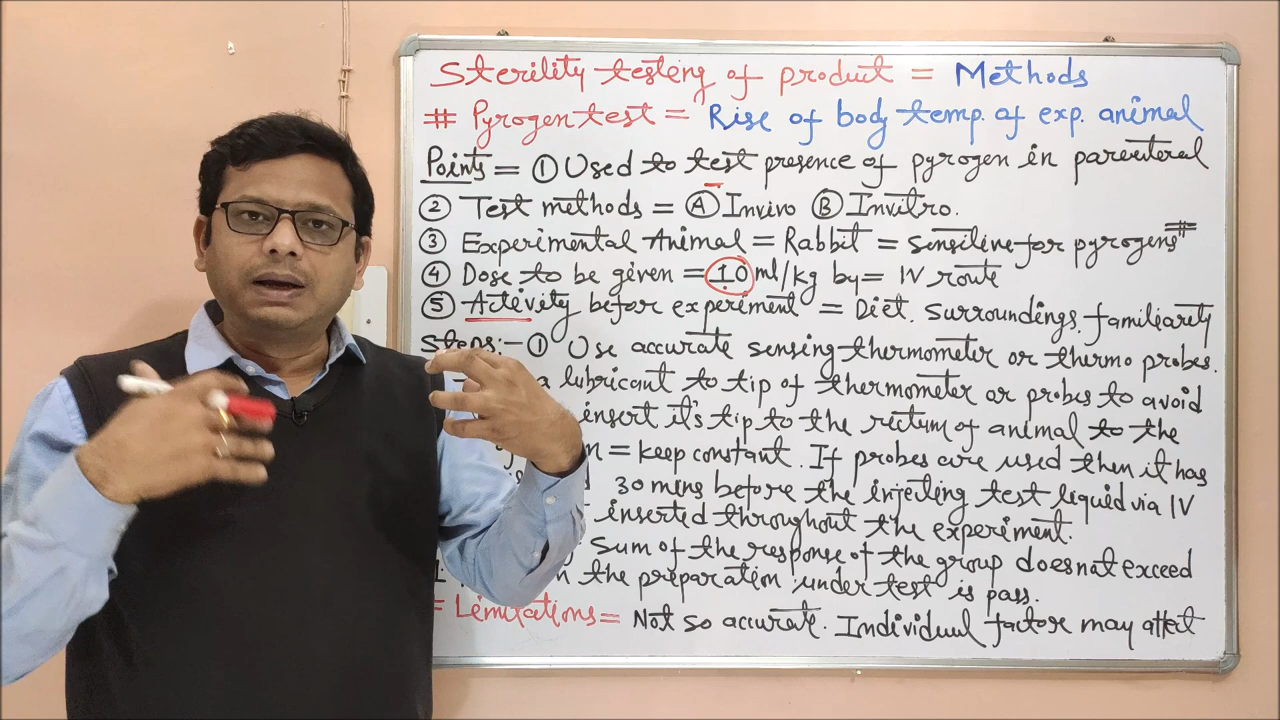 Sterility testing of product = Methods
# Pyrogen test = Rise of body temp. of exp. animal
Points = ① Used to test presence of pyrogen in parenteral
② Test methods = Ⓐ Invivo Ⓑ Invitro.
③ Experimental Animal = Rabbit = sensitive for pyrogens #
④ Dose to be given = 10 ml/kg by = IV route
⑤ Activity before experiment = Diet. Surroundings. familiarity
Steps:- ① Use accurate sensing thermometer or thermo probes.
a lubricant to tip of thermometer or probes to avoid
insert it's tip to the rectum of animal to the
= keep constant. If probes are used then it has
30 mins before the injecting test liquid via IV
inserted throughout the experiment.
Sum of the response of the group doesnot exceed
the preparation under test is pass.
= Limitations = Not so accurate. Individual factors may affect